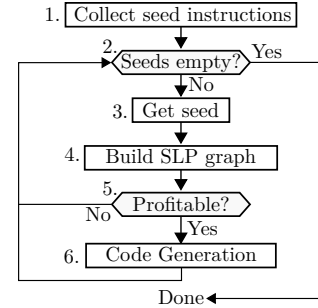 1. Collect seed instructions
2. Seeds empty? Yes
No
3. Get seed
4. Build SLP graph
5. Profitable?
No
Yes
6. Code Generation
Done